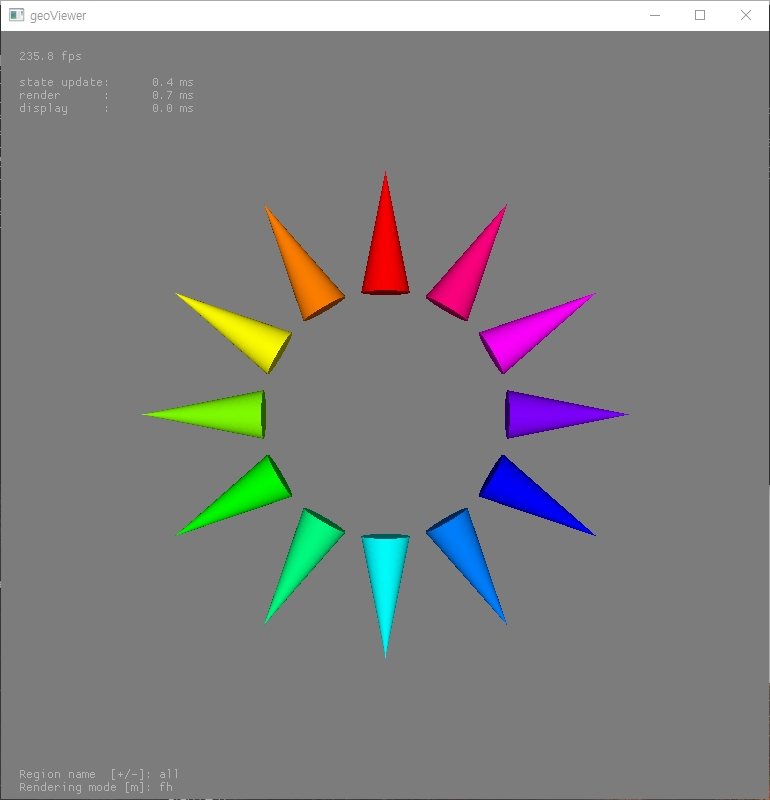 geoViewer
235.8 fps
state update: 0.4 ms
render : 0.7 ms
display : 0.0 ms
Region name [+/-]: all
Rendering mode [m]: fh